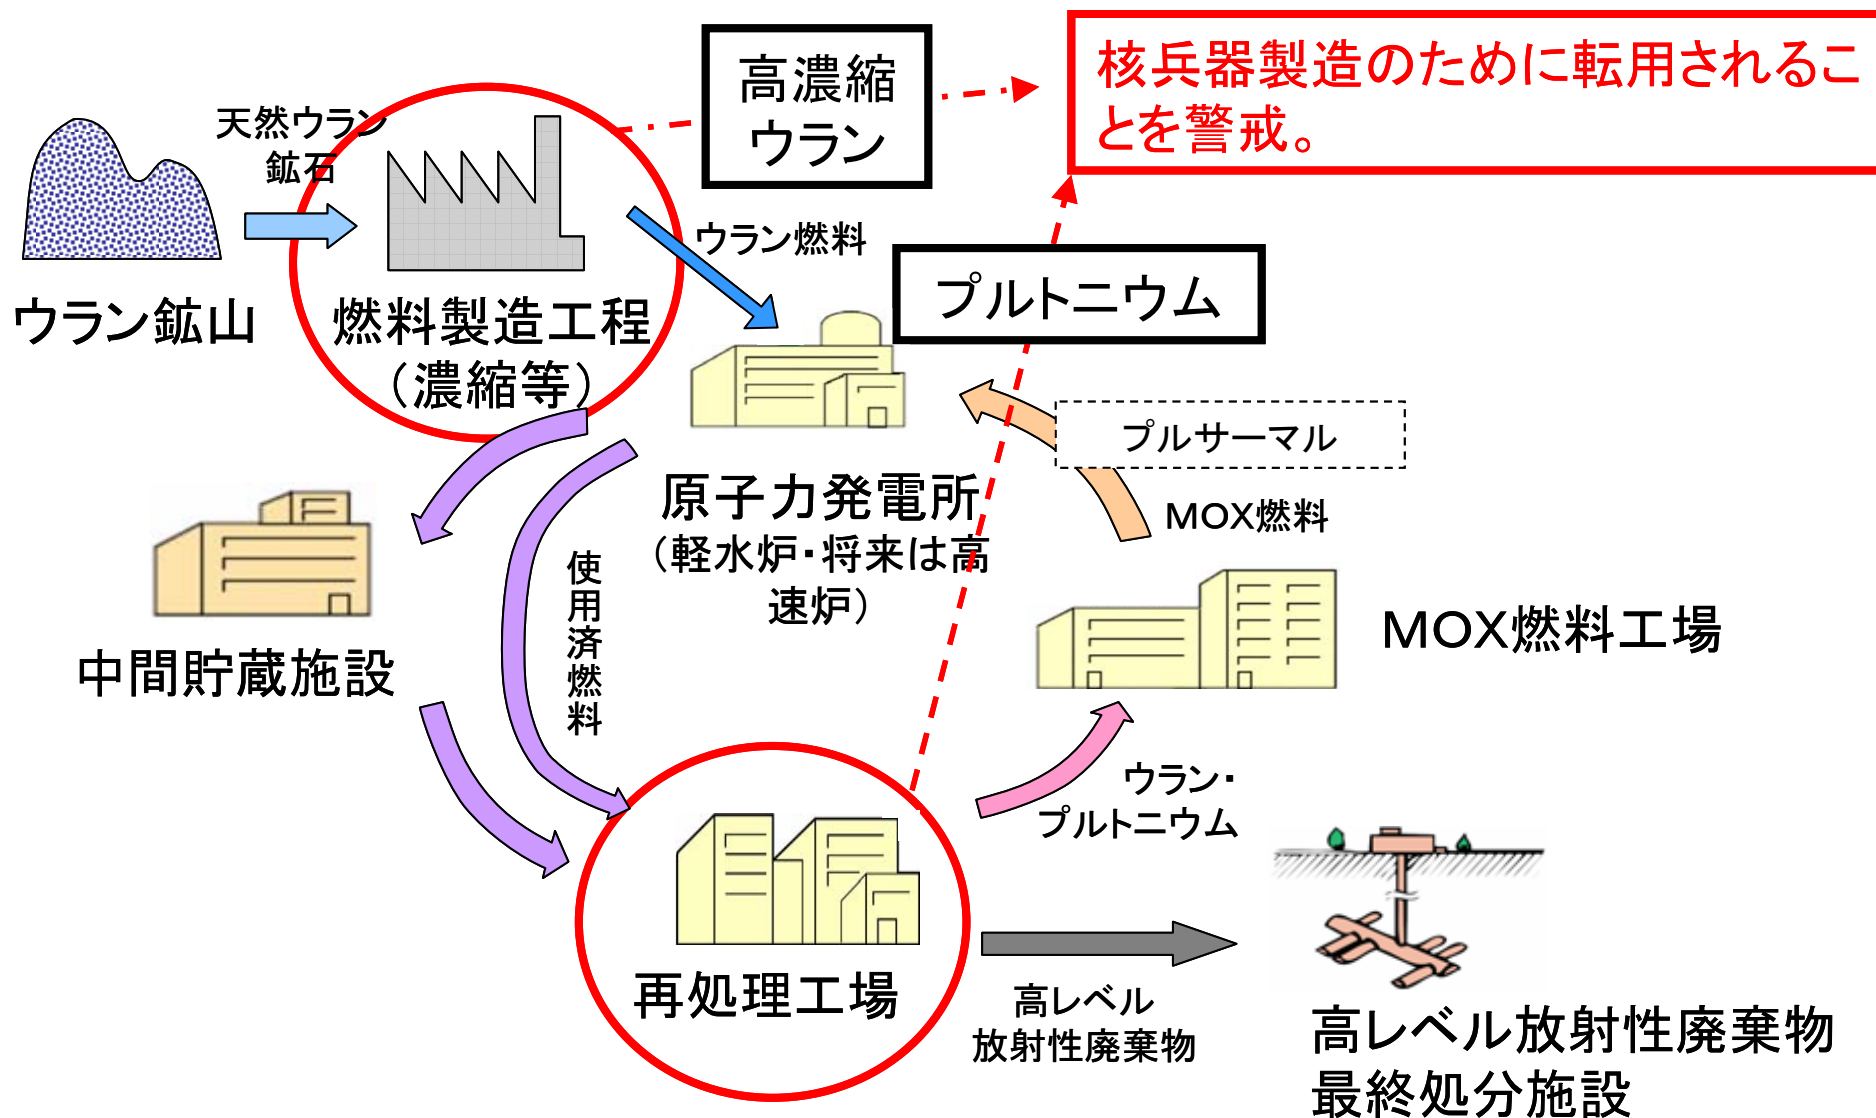 高濃縮
ウラン
核兵器製造のために転用されるこ
とを警戒。
天然ウラン
鉱石
ウラン燃料
プルトニウム
ウラン鉱山
燃料製造工程
（濃縮等）
プルサーマル
MOX燃料
原子力発電所
（軽水炉・将来は高
速炉）
使用済燃料
中間貯蔵施設
MOX燃料工場
ウラン・
プルトニウム
再処理工場
高レベル
放射性廃棄物
高レベル放射性廃棄物
最終処分施設